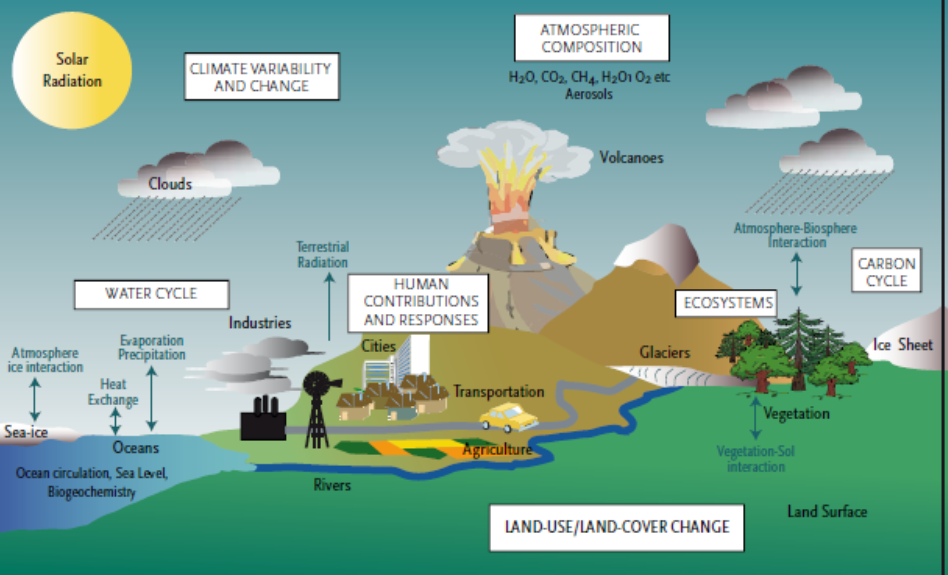 Solar
Radiation
CLIMATE VARIABILITY
AND CHANGE
ATMOSPHERIC
COMPOSITION
H2O, CO2, CH4, H2O1 O2 etc
Aerosols
Volcanoes
Clouds
Atmosphere-Biosphere
Interaction
Terrestrial
Radiation
CARBON
CYCLE
WATER CYCLE
HUMAN
CONTRIBUTIONS
AND RESPONSES
ECOSYSTEMS
Industries
Evaporation
Precipitation
Cities
Glaciers
Ice Sheet
Atmosphere
ice interaction
Heat
Exchange
Transportation
Vegetation
Sea-ice
Oceans
Agriculture
Vegetation-Sol
interaction
Ocean circulation, Sea Level,
Biogeochemistry
Rivers
Land Surface
LAND-USE/LAND-COVER CHANGE